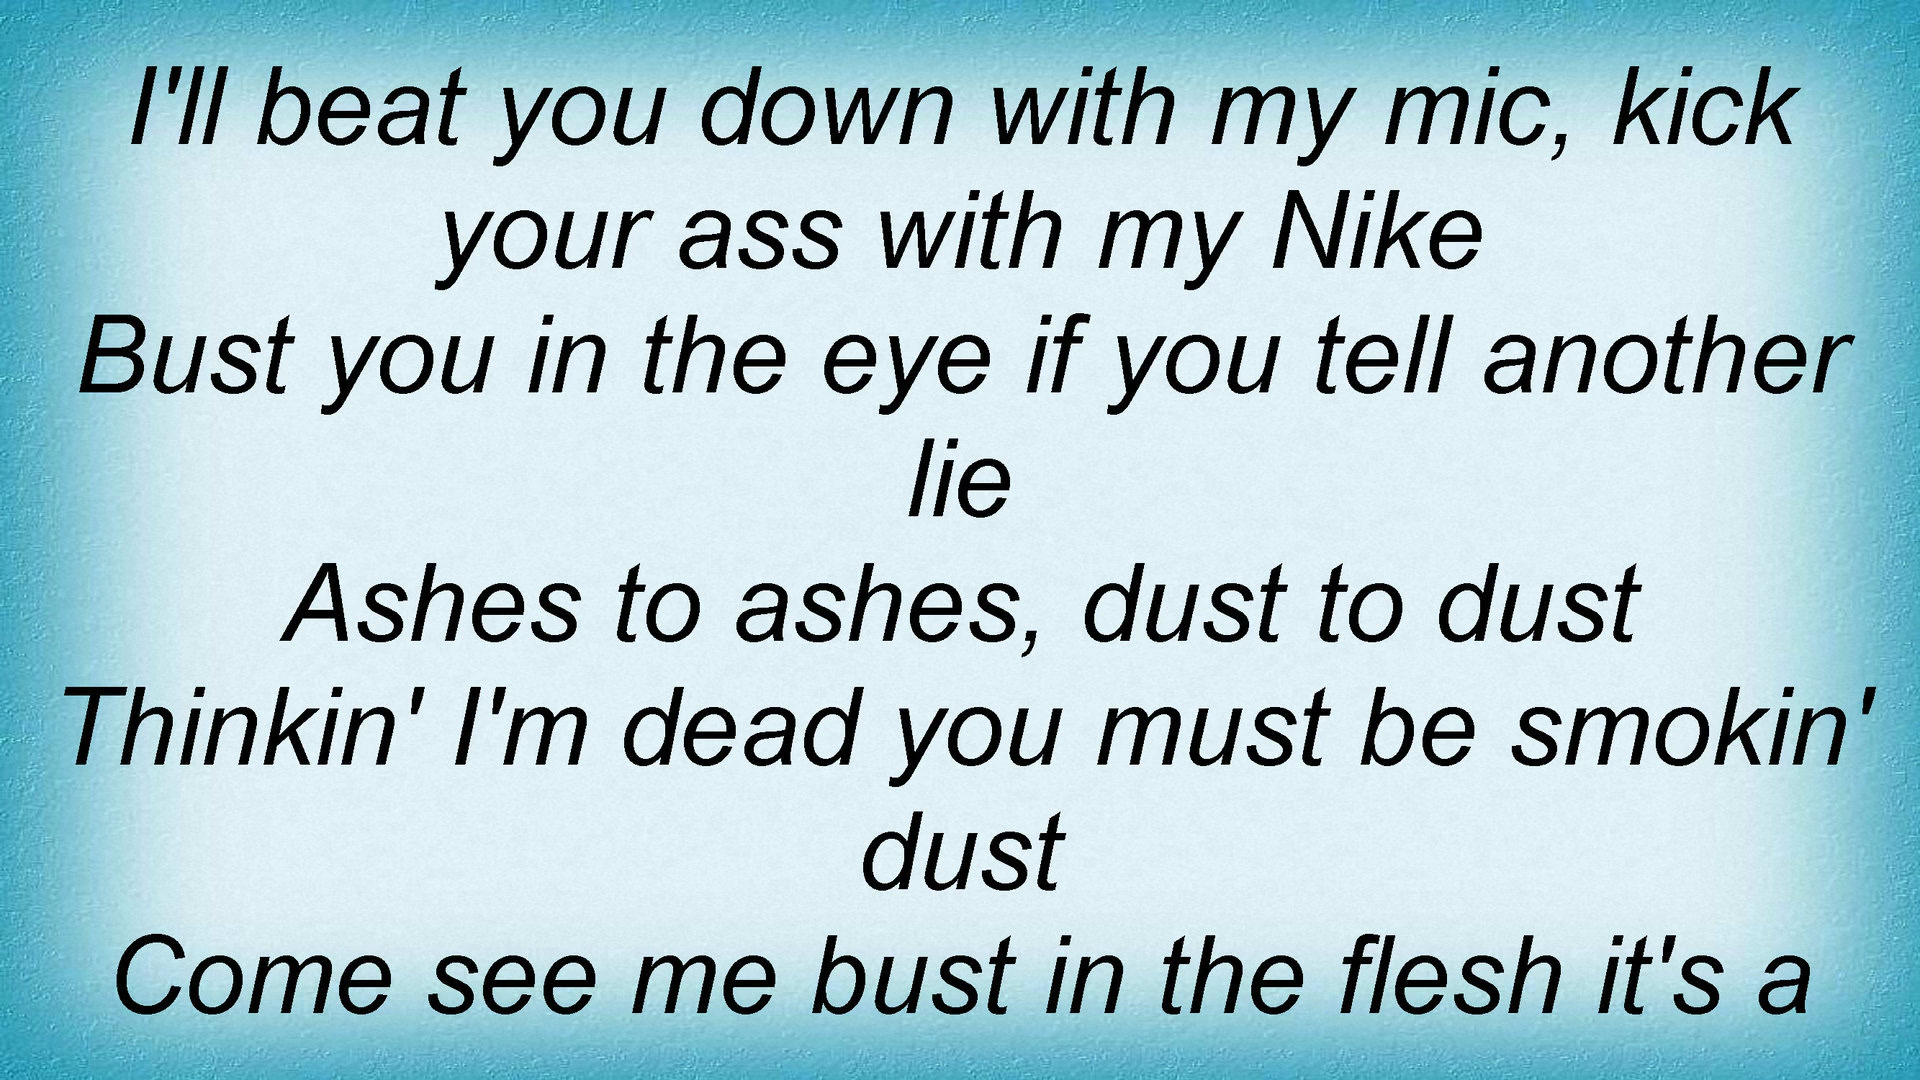 I'll beat you down with my mic, kick
your ass with my Nike
Bust you in the eye if you tell another
lie
Ashes to ashes, dust to dust
Thinkin' I'm dead you must be smokin'
dust
Come see me bust in the flesh it's a